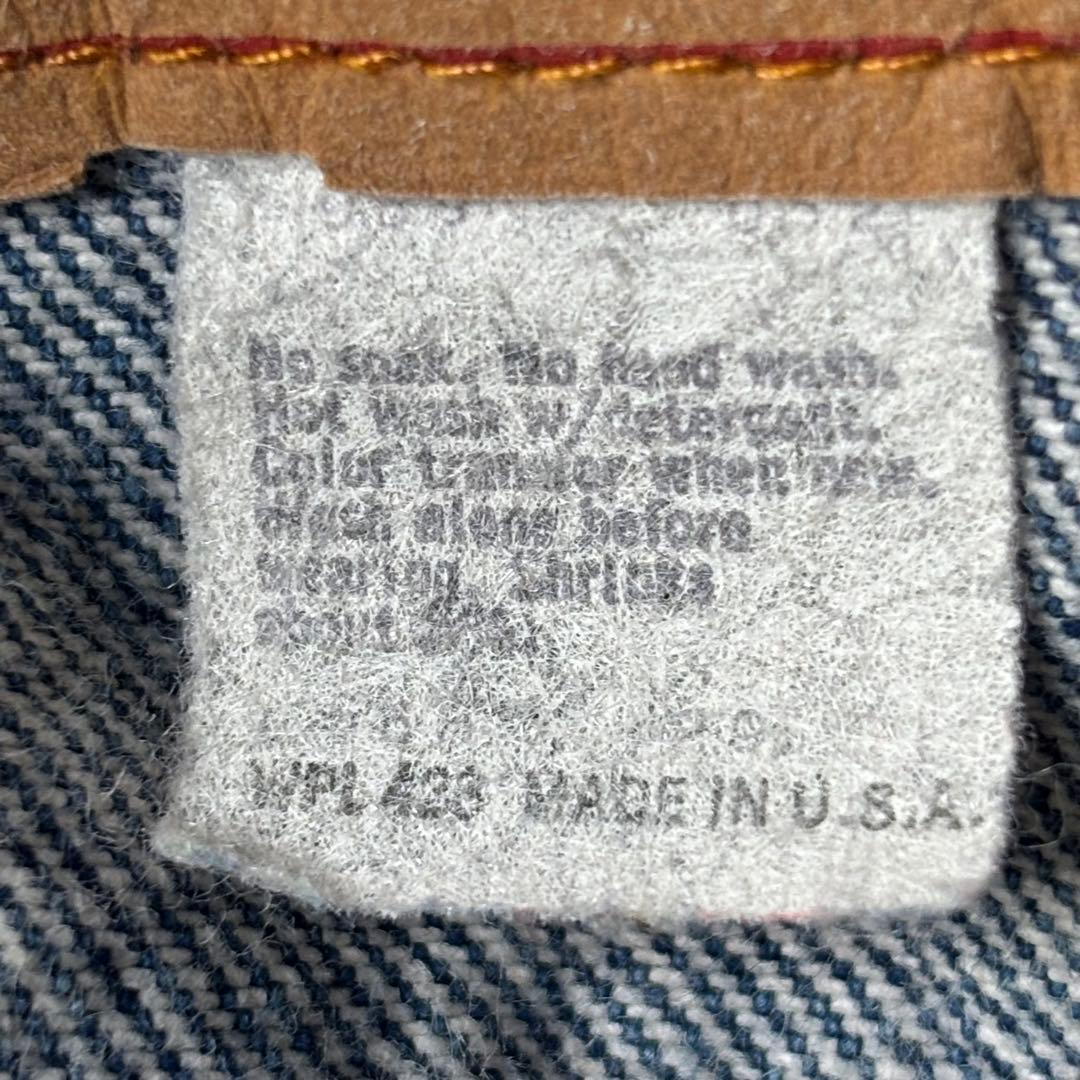 No soak. No hand wash.
Hot wash w/detergent.
Color transfer when new.
Wash alone before
wearing. Shrinks
about
WPL 423 MADE IN U.S.A.